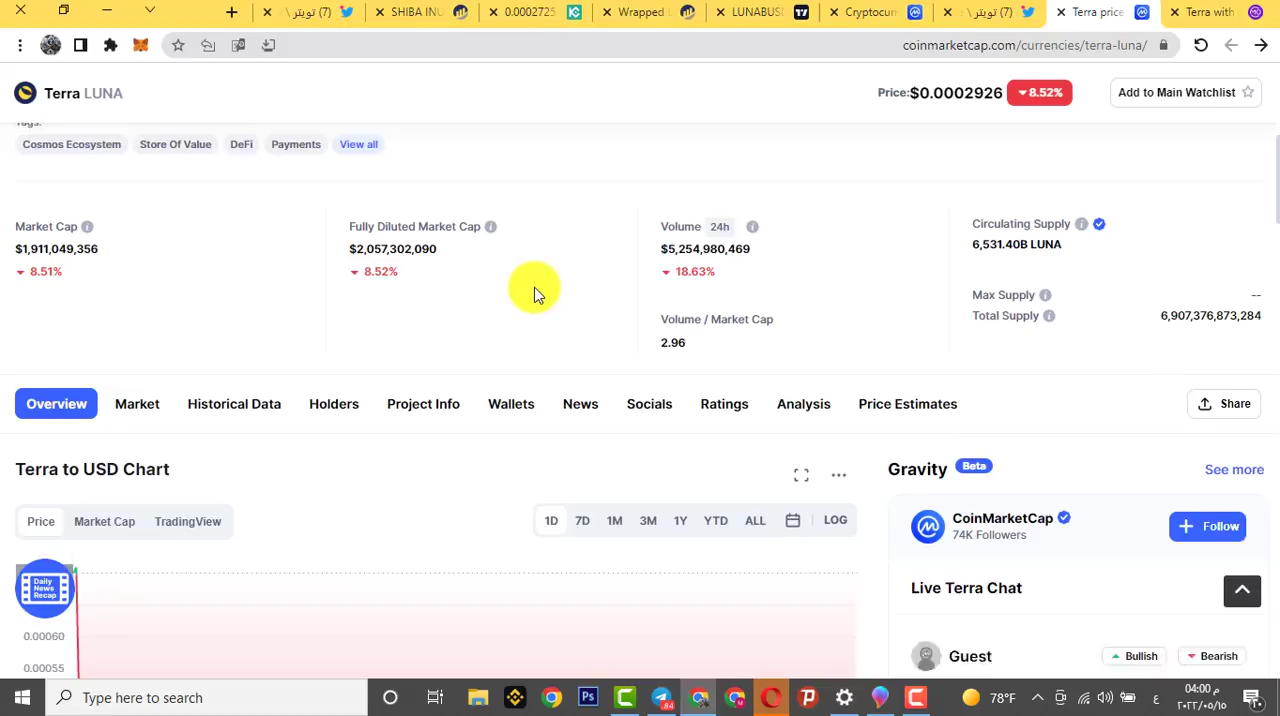 (7) تويتر \
SHIBA INU
0.0002725
Wrapped L
LUNABUSD
Cryptocurr
(7) تويتر \
Terra price
Terra with
coinmarketcap.com/currencies/terra-luna/
Terra LUNA
Price:$0.0002926
8.52%
Add to Main Watchlist
Tags:
Cosmos Ecosystem
Store Of Value
DeFi
Payments
View all
Market Cap
$1,911,049,356
8.51%
Fully Diluted Market Cap
$2,057,302,090
8.52%
Volume 24h
$5,254,980,469
18.63%
Volume / Market Cap
2.96
Circulating Supply
6,531.40B LUNA
Max Supply
--
Total Supply
6,907,376,873,284
Overview
Market
Historical Data
Holders
Project Info
Wallets
News
Socials
Ratings
Analysis
Price Estimates
Share
Terra to USD Chart
Price
Market Cap
TradingView
1D
7D
1M
3M
1Y
YTD
ALL
LOG
Daily
News
Recap
0.00060
0.00055
Gravity Beta
See more
CoinMarketCap
74K Followers
Follow
Live Terra Chat
Guest
Bullish
Bearish
Type here to search
Ps
84
78°F
ع
04:00 م